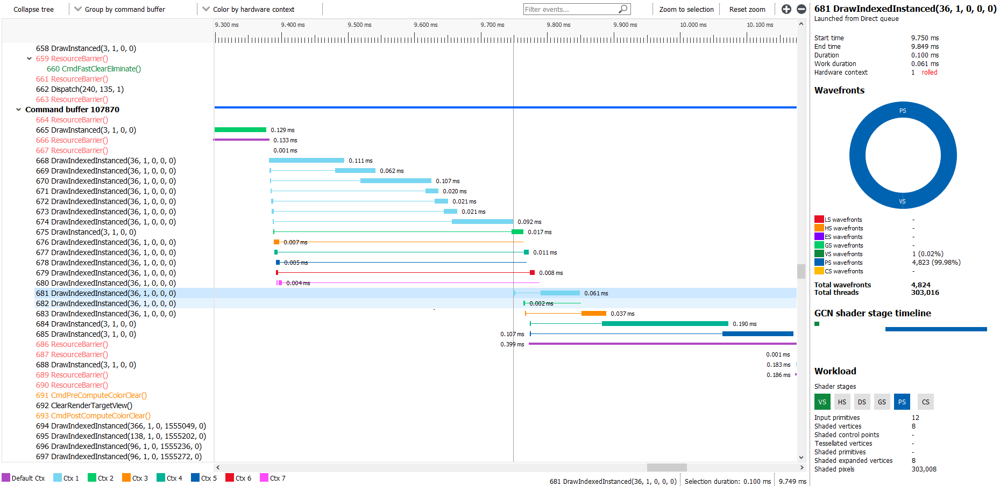 Collapse tree
Group by command buffer
Color by hardware context
Filter events...
Zoom to selection
Reset zoom
9.300 ms
9.400 ms
9.500 ms
9.600 ms
9.700 ms
9.800 ms
9.900 ms
10.000 ms
10.100 ms
658 DrawInstanced(3, 1, 0, 0)
659 ResourceBarrier()
660 CmdFastClearEliminate()
661 ResourceBarrier()
662 Dispatch(240, 135, 1)
663 ResourceBarrier()
Command buffer 107870
664 ResourceBarrier()
665 DrawInstanced(3, 1, 0, 0) 0.129 ms
666 ResourceBarrier() 0.133 ms
667 ResourceBarrier() 0.001 ms
668 DrawIndexedInstanced(36, 1, 0, 0, 0) 0.111 ms
669 DrawIndexedInstanced(36, 1, 0, 0, 0) 0.062 ms
670 DrawIndexedInstanced(36, 1, 0, 0, 0) 0.107 ms
671 DrawIndexedInstanced(36, 1, 0, 0, 0) 0.020 ms
672 DrawIndexedInstanced(36, 1, 0, 0, 0) 0.021 ms
673 DrawIndexedInstanced(36, 1, 0, 0, 0) 0.021 ms
674 DrawIndexedInstanced(36, 1, 0, 0, 0) 0.092 ms
675 DrawInstanced(3, 1, 0, 0) 0.017 ms
676 DrawIndexedInstanced(36, 1, 0, 0, 0) 0.007 ms
677 DrawIndexedInstanced(36, 1, 0, 0, 0) 0.011 ms
678 DrawIndexedInstanced(36, 1, 0, 0, 0) 0.005 ms
679 DrawIndexedInstanced(36, 1, 0, 0, 0) 0.008 ms
680 DrawIndexedInstanced(36, 1, 0, 0, 0) 0.004 ms
681 DrawIndexedInstanced(36, 1, 0, 0, 0) 0.061 ms
682 DrawIndexedInstanced(36, 1, 0, 0, 0) 0.002 ms
683 DrawIndexedInstanced(36, 1, 0, 0, 0) 0.037 ms
684 DrawInstanced(3, 1, 0, 0) 0.190 ms
685 DrawInstanced(3, 1, 0, 0) 0.107 ms
686 ResourceBarrier() 0.399 ms
687 ResourceBarrier() 0.001 ms
688 DrawInstanced(3, 1, 0, 0) 0.183 ms
689 ResourceBarrier() 0.186 ms
690 ResourceBarrier()
691 CmdPreComputeColorClear()
692 ClearRenderTargetView()
693 CmdPostComputeColorClear()
694 DrawInstanced(366, 1, 0, 1555049, 0)
695 DrawInstanced(138, 1, 0, 1555202, 0)
696 DrawInstanced(96, 1, 0, 1555236, 0)
697 DrawInstanced(96, 1, 0, 1555272, 0)
Default Ctx
Ctx 1
Ctx 2
Ctx 3
Ctx 4
Ctx 5
Ctx 6
Ctx 7
681 DrawIndexedInstanced(36, 1, 0, 0, 0)
Selection duration: 0.100 ms
9.749 ms
681 DrawIndexedInstanced(36, 1, 0, 0, 0)
Launched from Direct queue
Start time 9.750 ms
End time 9.849 ms
Duration 0.100 ms
Work duration 0.061 ms
Hardware context 1 rolled
Wavefronts
PS
VS
LS wavefronts -
HS wavefronts -
ES wavefronts -
GS wavefronts -
VS wavefronts 1 (0.02%)
PS wavefronts 4,823 (99.98%)
CS wavefronts -
Total wavefronts 4,824
Total threads 303,016
GCN shader stage timeline
Workload
Shader stages
VS HS DS GS PS CS
Input primitives 12
Shaded vertices 8
Shaded control points -
Tessellated vertices -
Shaded primitives -
Shaded expanded vertices 8
Shaded pixels 303,008